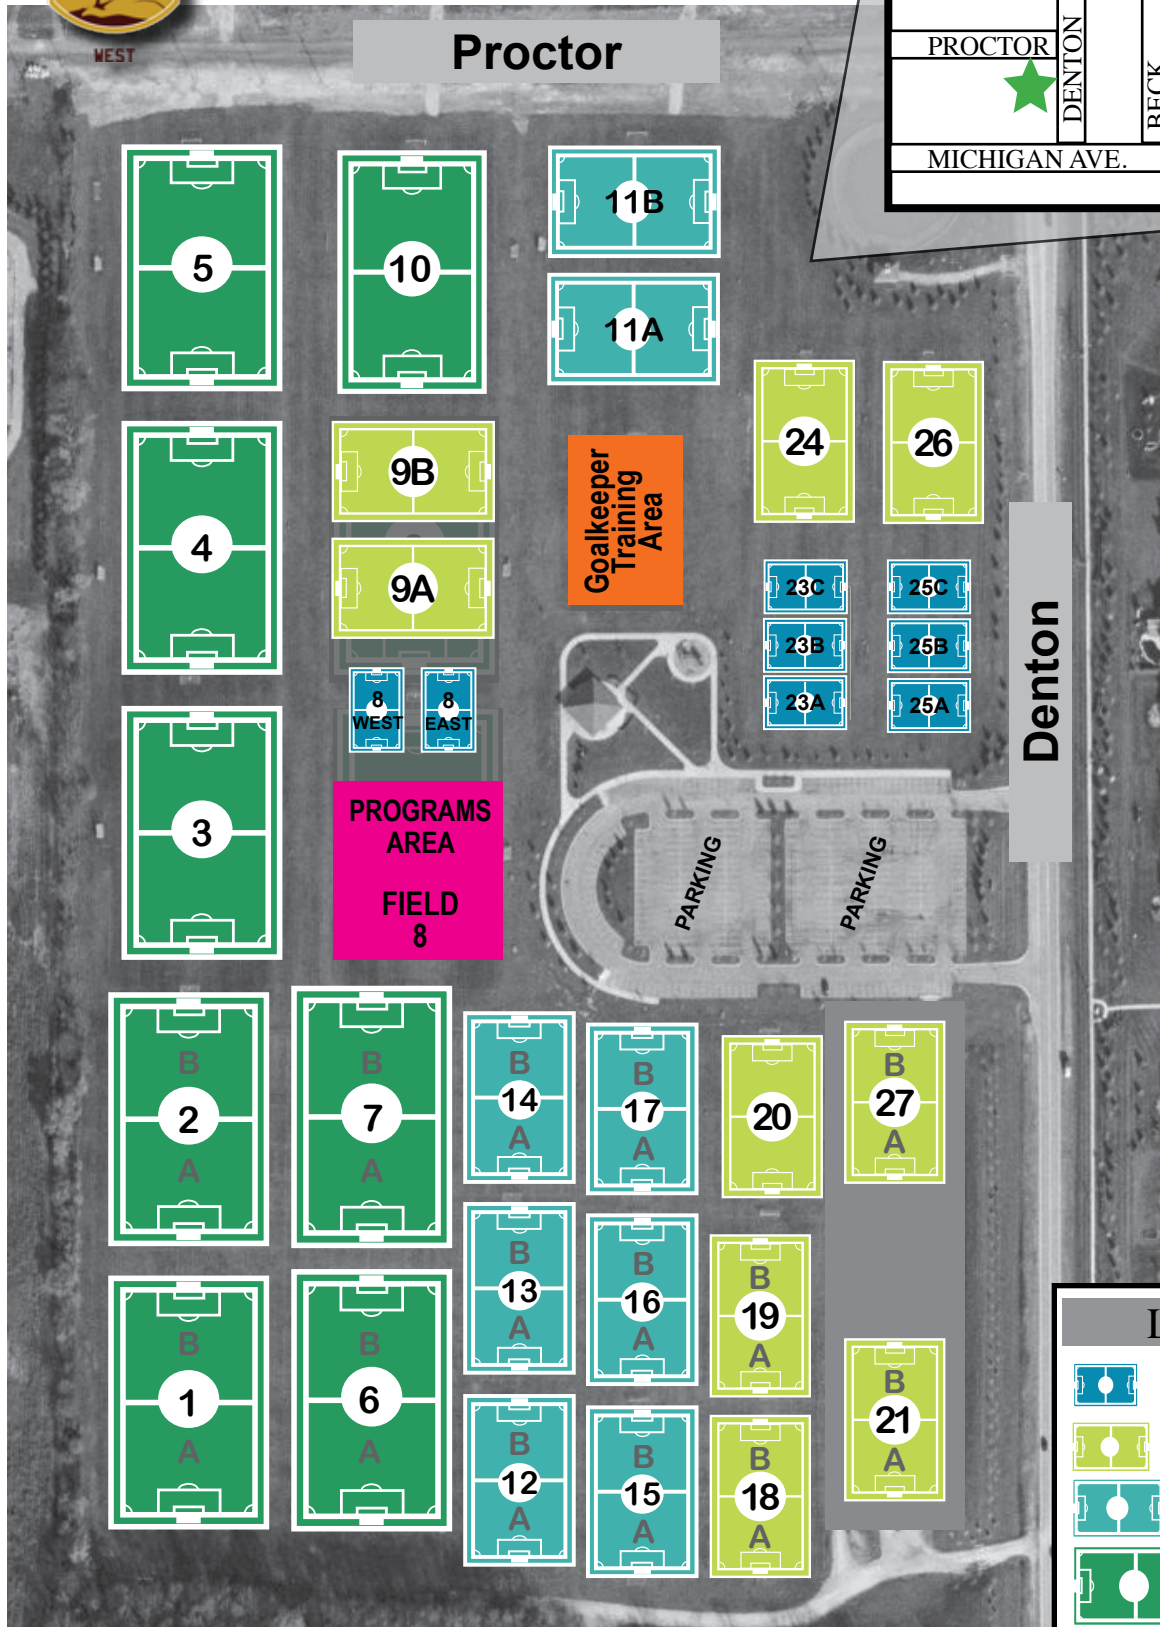 WEST
Proctor
PROCTOR
DENTON
BECK
MICHIGAN AVE.
5
10
11B
11A
24
26
4
9B
9A
Goalkeeper
Training
Area
23C
25C
23B
25B
23A
25A
Denton
8
WEST
8
EAST
3
PROGRAMS
AREA
FIELD
8
PARKING
PARKING
B
2
A
B
7
A
B
14
A
B
17
A
20
B
27
A
B
1
A
B
6
A
B
13
A
B
16
A
B
19
A
B
21
A
B
12
A
B
15
A
B
18
A